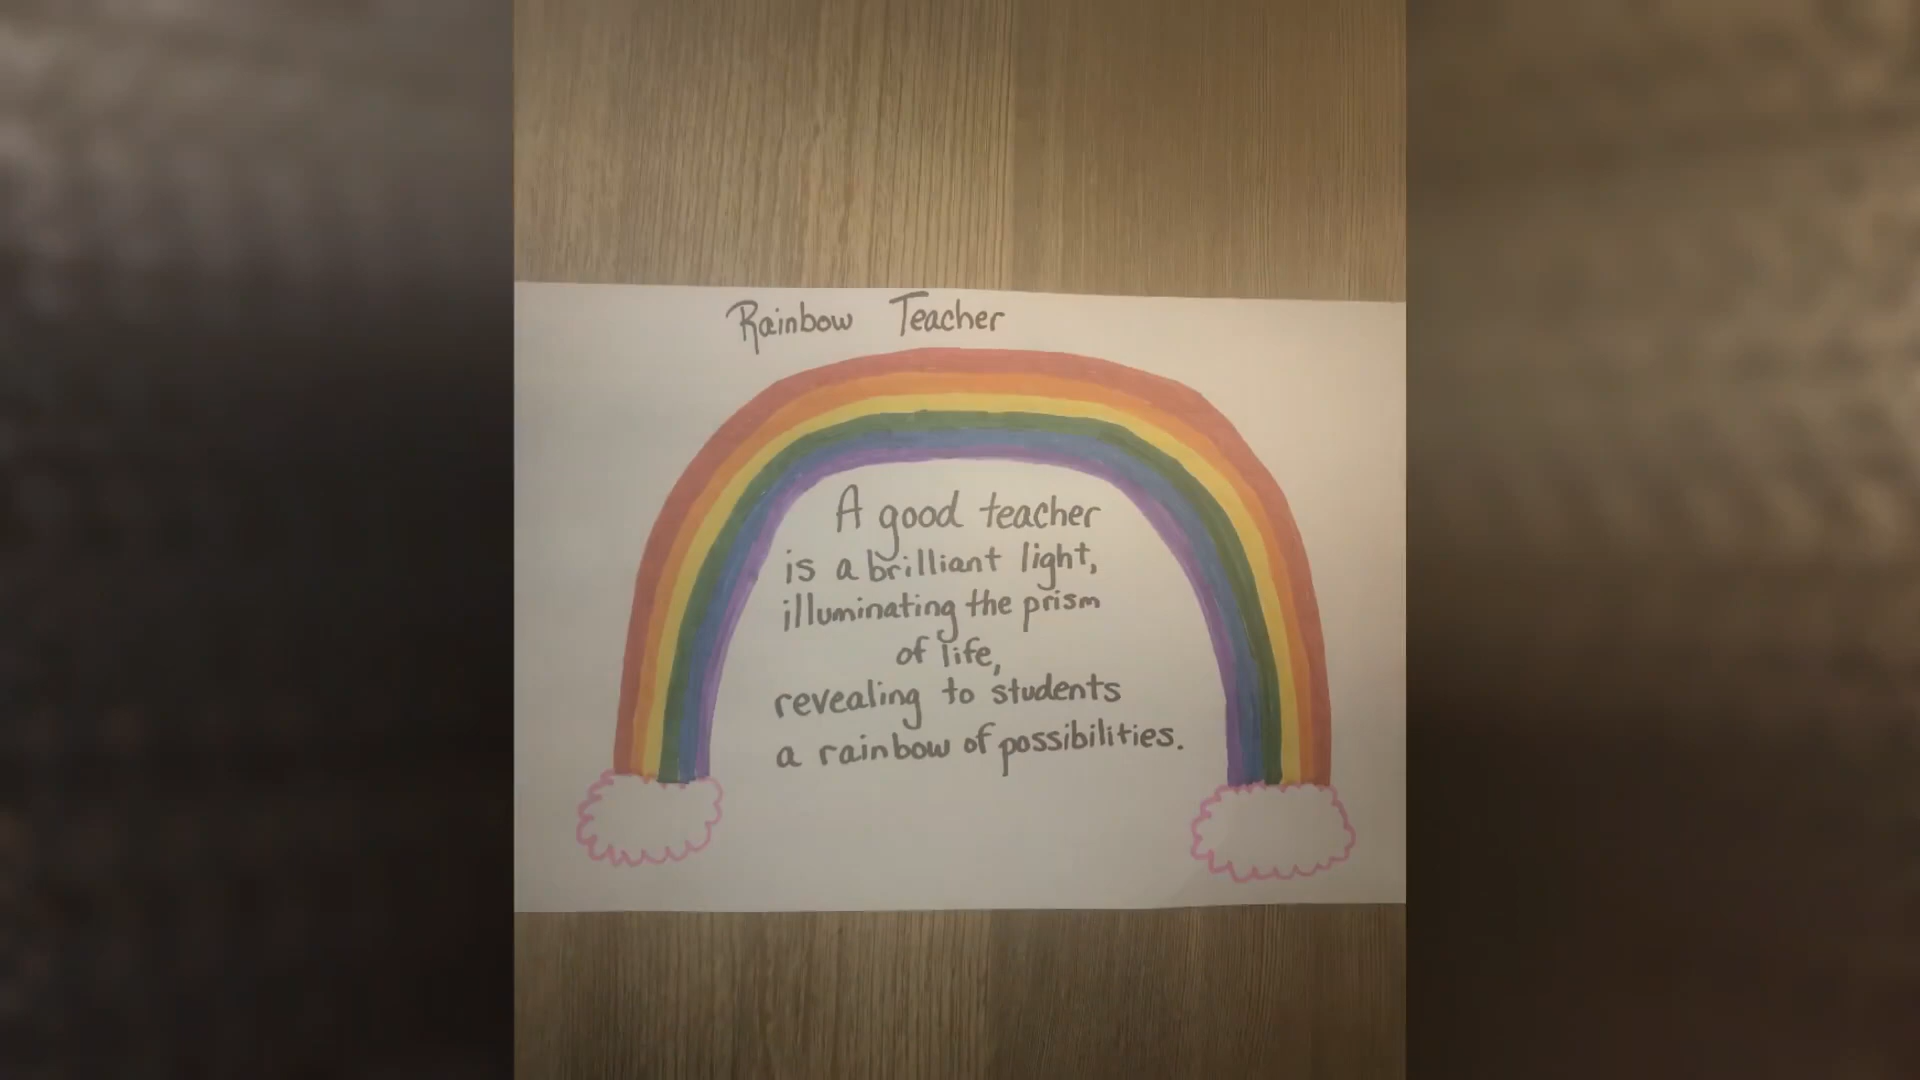 Rainbow Teacher
A good teacher
is a brilliant light,
illuminating the prism
of life,
revealing to students
a rainbow of possibilities.